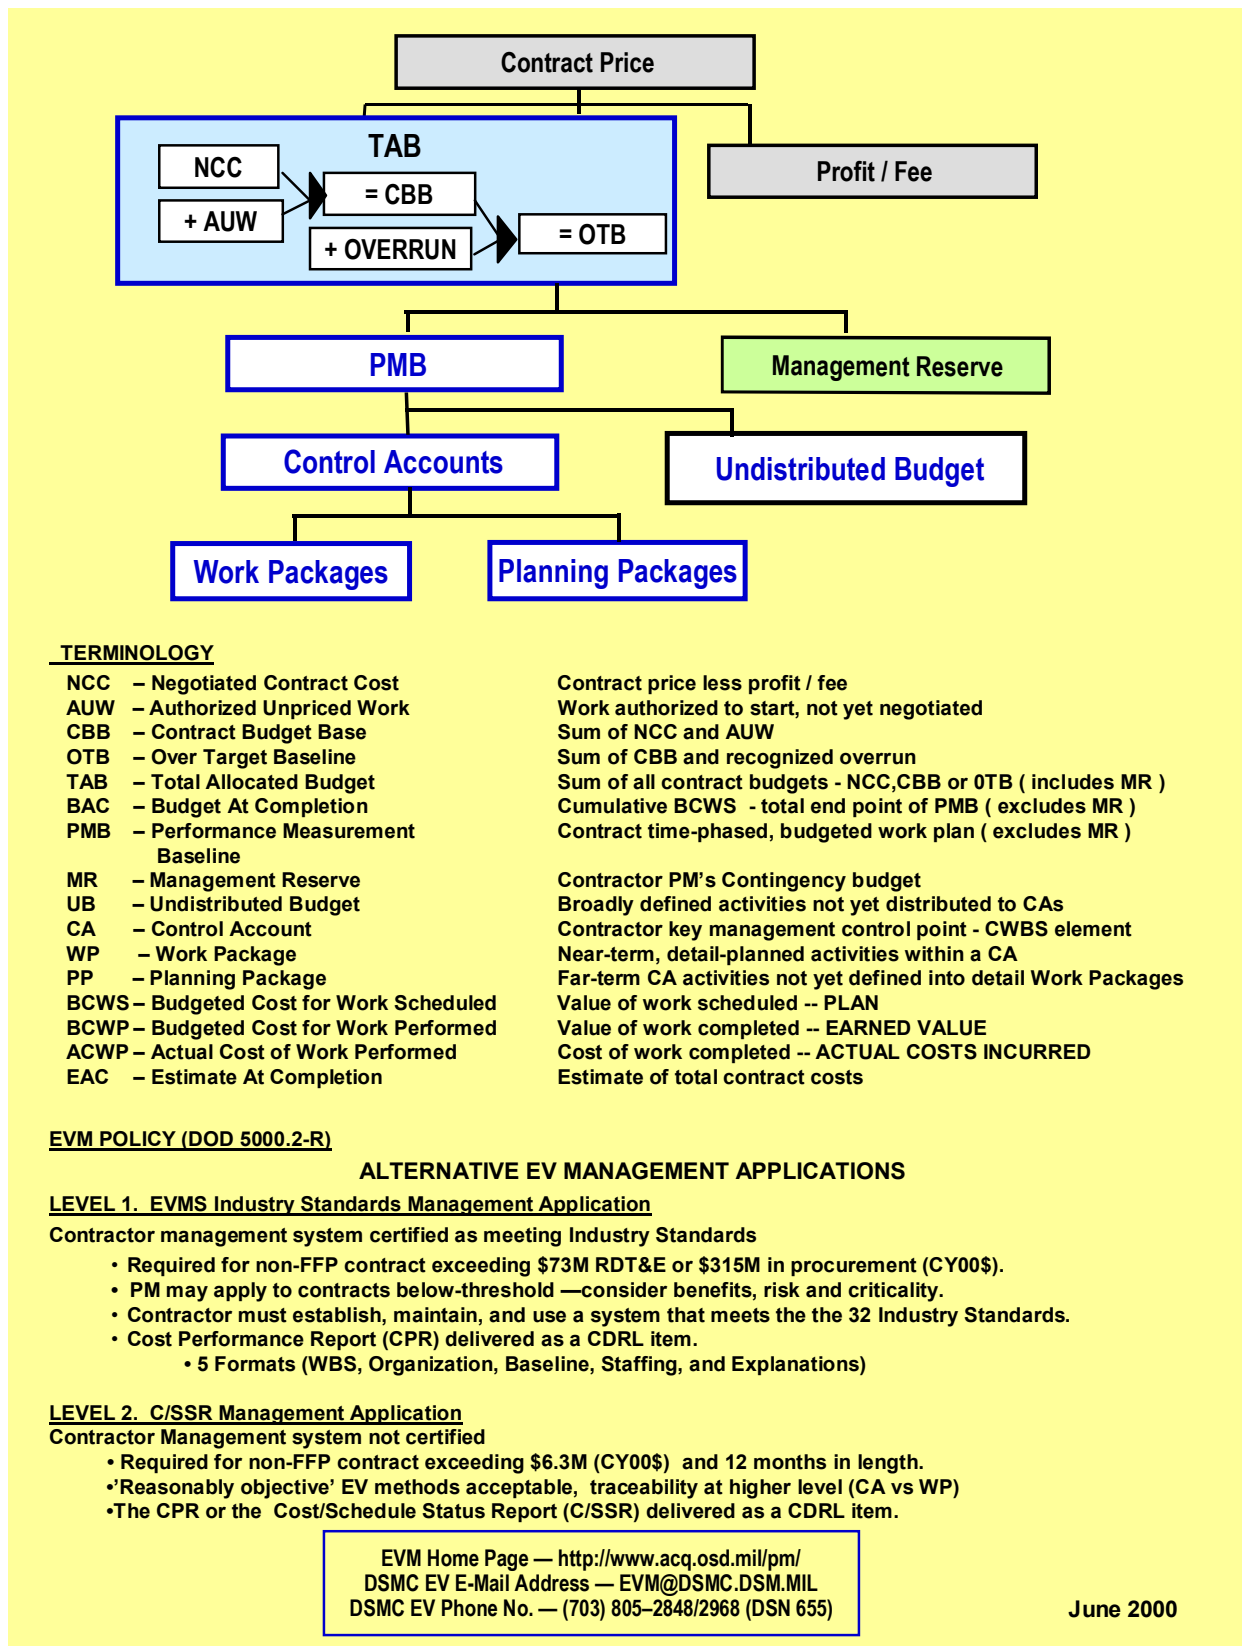 Contract Price
TAB
NCC
+ AUW
= CBB
+ OVERRUN
= OTB
Profit / Fee
PMB
Management Reserve
Control Accounts
Undistributed Budget
Work Packages
Planning Packages
TERMINOLOGY
NCC – Negotiated Contract Cost Contract price less profit / fee
AUW – Authorized Unpriced Work Work authorized to start, not yet negotiated
CBB – Contract Budget Base Sum of NCC and AUW
OTB – Over Target Baseline Sum of CBB and recognized overrun
TAB – Total Allocated Budget Sum of all contract budgets - NCC,CBB or 0TB ( includes MR )
BAC – Budget At Completion Cumulative BCWS - total end point of PMB ( excludes MR )
PMB – Performance Measurement Contract time-phased, budgeted work plan ( excludes MR )
Baseline
MR – Management Reserve Contractor PM’s Contingency budget
UB – Undistributed Budget Broadly defined activities not yet distributed to CAs
CA – Control Account Contractor key management control point - CWBS element
WP – Work Package Near-term, detail-planned activities within a CA
PP – Planning Package Far-term CA activities not yet defined into detail Work Packages
BCWS – Budgeted Cost for Work Scheduled Value of work scheduled -- PLAN
BCWP – Budgeted Cost for Work Performed Value of work completed -- EARNED VALUE
ACWP – Actual Cost of Work Performed Cost of work completed -- ACTUAL COSTS INCURRED
EAC – Estimate At Completion Estimate of total contract costs
EVM POLICY (DOD 5000.2-R)
ALTERNATIVE EV MANAGEMENT APPLICATIONS
LEVEL 1. EVMS Industry Standards Management Application
Contractor management system certified as meeting Industry Standards
• Required for non-FFP contract exceeding $73M RDT&E or $315M in procurement (CY00$).
• PM may apply to contracts below-threshold —consider benefits, risk and criticality.
• Contractor must establish, maintain, and use a system that meets the the 32 Industry Standards.
• Cost Performance Report (CPR) delivered as a CDRL item.
• 5 Formats (WBS, Organization, Baseline, Staffing, and Explanations)
LEVEL 2. C/SSR Management Application
Contractor Management system not certified
• Required for non-FFP contract exceeding $6.3M (CY00$) and 12 months in length.
•’Reasonably objective’ EV methods acceptable, traceability at higher level (CA vs WP)
•The CPR or the Cost/Schedule Status Report (C/SSR) delivered as a CDRL item.
EVM Home Page — http://www.acq.osd.mil/pm/
DSMC EV E-Mail Address — EVM@DSMC.DSM.MIL
DSMC EV Phone No. — (703) 805–2848/2968 (DSN 655)
June 2000